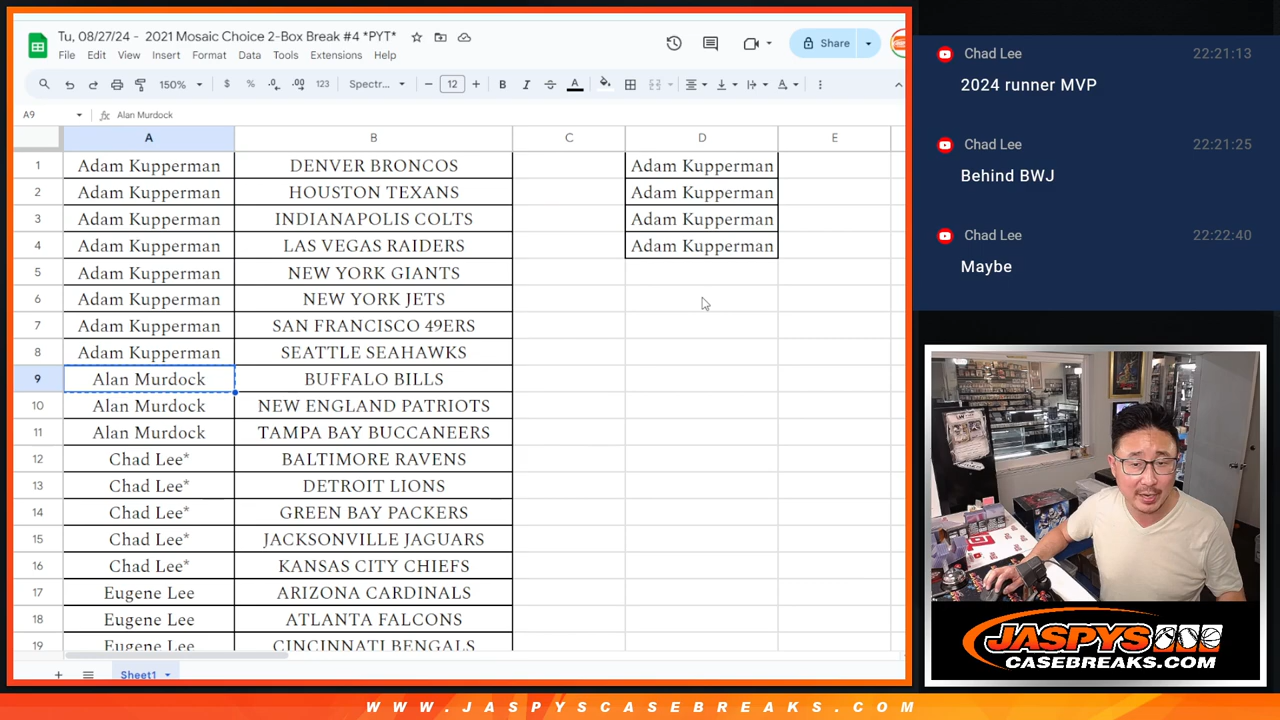 Tu, 08/27/24 - 2021 Mosaic Choice 2-Box Break #4 *PYT*
File Edit View Insert Format Data Tools Extensions
Share
150% $ % .0 .00 123 Spectr... 12 B I A
A9 fx Alan Murdock
A B C D E
1 Adam Kupperman DENVER BRONCOS Adam Kupperman
2 Adam Kupperman HOUSTON TEXANS Adam Kupperman
3 Adam Kupperman INDIANAPOLIS COLTS Adam Kupperman
4 Adam Kupperman LAS VEGAS RAIDERS Adam Kupperman
5 Adam Kupperman NEW YORK GIANTS
6 Adam Kupperman NEW YORK JETS
7 Adam Kupperman SAN FRANCISCO 49ERS
8 Adam Kupperman SEATTLE SEAHAWKS
9 Alan Murdock BUFFALO BILLS
10 Alan Murdock NEW ENGLAND PATRIOTS
11 Alan Murdock TAMPA BAY BUCCANEERS
12 Chad Lee* BALTIMORE RAVENS
13 Chad Lee* DETROIT LIONS
14 Chad Lee* GREEN BAY PACKERS
15 Chad Lee* JACKSONVILLE JAGUARS
16 Chad Lee* KANSAS CITY CHIEFS
17 Eugene Lee ARIZONA CARDINALS
18 Eugene Lee ATLANTA FALCONS
19 Eugene Lee CINCINNATI BENGALS
Sheet1
Chad Lee 22:21:13
2024 runner MVP
Chad Lee 22:21:25
Behind BWJ
Chad Lee 22:22:40
Maybe
JASPYS
CASEBREAKS.COM
WWW.JASPYSCASEBREAKS.COM